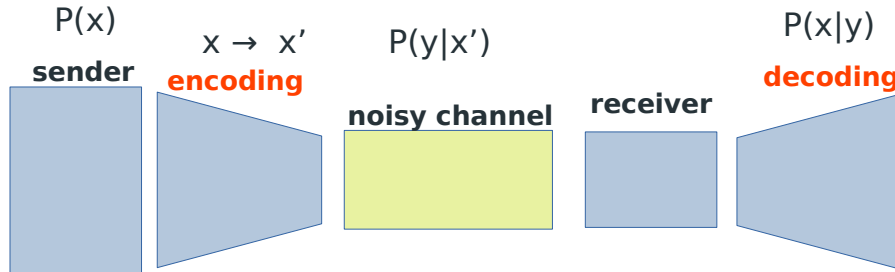 P(x)
sender
x → x’
encoding
P(y|x’)
noisy channel
receiver
P(x|y)
decoding